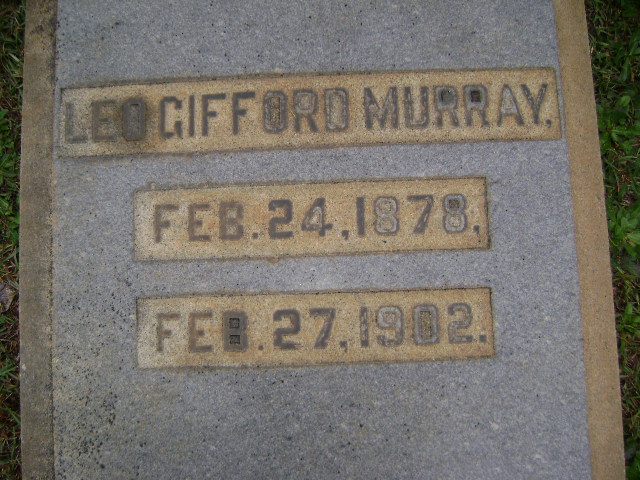 LEO GIFFORD MURRAY,
FEB. 24, 1878,
FEB. 27, 1902.